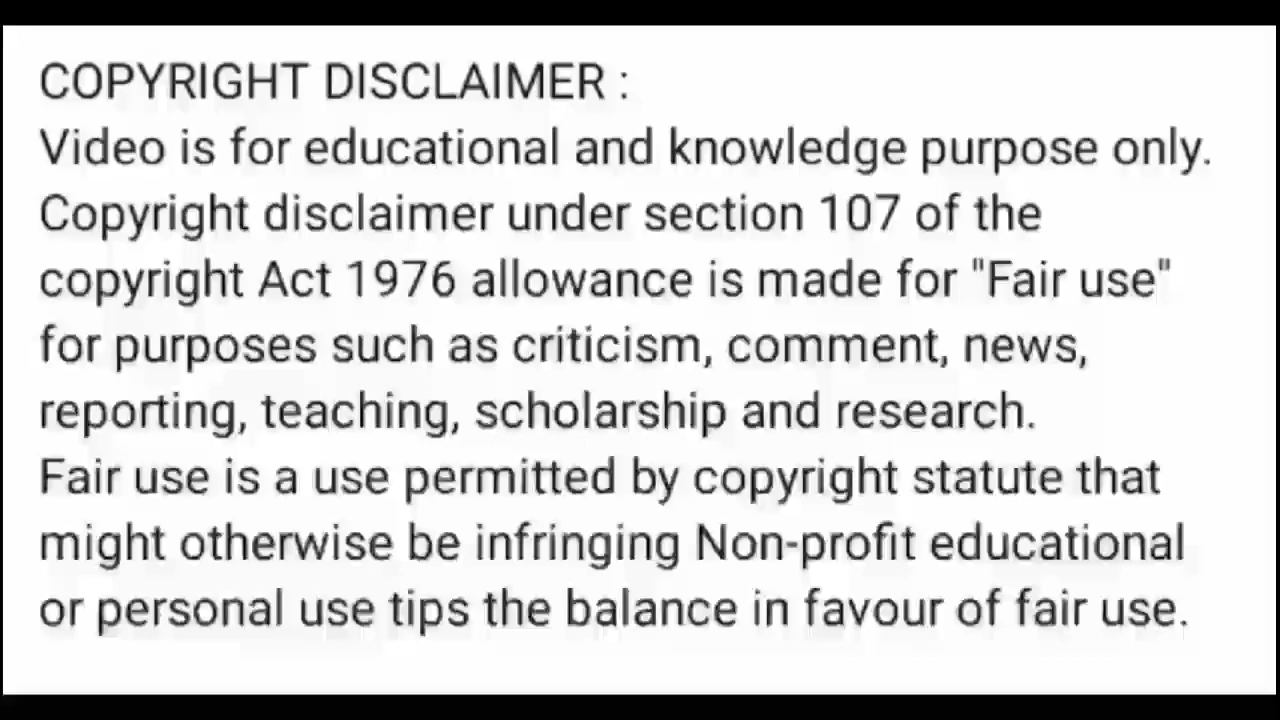 COPYRIGHT DISCLAIMER :
Video is for educational and knowledge purpose only.
Copyright disclaimer under section 107 of the
copyright Act 1976 allowance is made for "Fair use"
for purposes such as criticism, comment, news,
reporting, teaching, scholarship and research.
Fair use is a use permitted by copyright statute that
might otherwise be infringing Non-profit educational
or personal use tips the balance in favour of fair use.